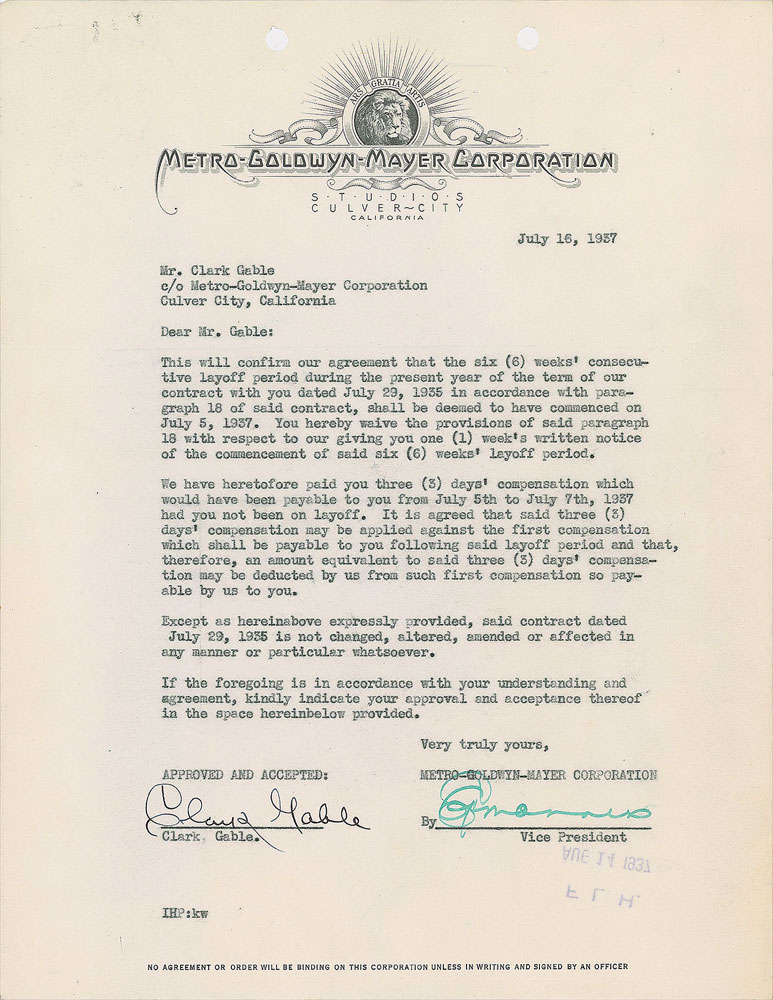 ARS GRATIA ARTIS
METRO-GOLDWYN-MAYER CORPORATION
S·T·U·D·I·O·S
CULVER~CITY
CALIFORNIA
July 16, 1937
Mr. Clark Gable
c/o Metro-Goldwyn-Mayer Corporation
Culver City, California
Dear Mr. Gable:
This will confirm our agreement that the six (6) weeks' consecu-
tive layoff period during the present year of the term of our
contract with you dated July 29, 1935 in accordance with para-
graph 18 of said contract, shall be deemed to have commenced on
July 5, 1937. You hereby waive the provisions of said paragraph
18 with respect to our giving you one (1) week's written notice
of the commencement of said six (6) weeks' layoff period.
We have heretofore paid you three (3) days' compensation which
would have been payable to you from July 5th to July 7th, 1937
had you not been on layoff. It is agreed that said three (3)
days' compensation may be applied against the first compensation
which shall be payable to you following said layoff period and that,
therefore, an amount equivalent to said three (3) days' compensa-
tion may be deducted by us from such first compensation so pay-
able by us to you.
Except as hereinabove expressly provided, said contract dated
July 29, 1935 is not changed, altered, amended or affected in
any manner or particular whatsoever.
If the foregoing is in accordance with your understanding and
agreement, kindly indicate your approval and acceptance thereof
in the space hereinbelow provided.
Very truly yours,
APPROVED AND ACCEPTED: METRO-GOLDWYN-MAYER CORPORATION
Clark Gable
By
Clark Gable. Vice President
AUG 14 1937
F. L. H.
IHP:kw
NO AGREEMENT OR ORDER WILL BE BINDING ON THIS CORPORATION UNLESS IN WRITING AND SIGNED BY AN OFFICER